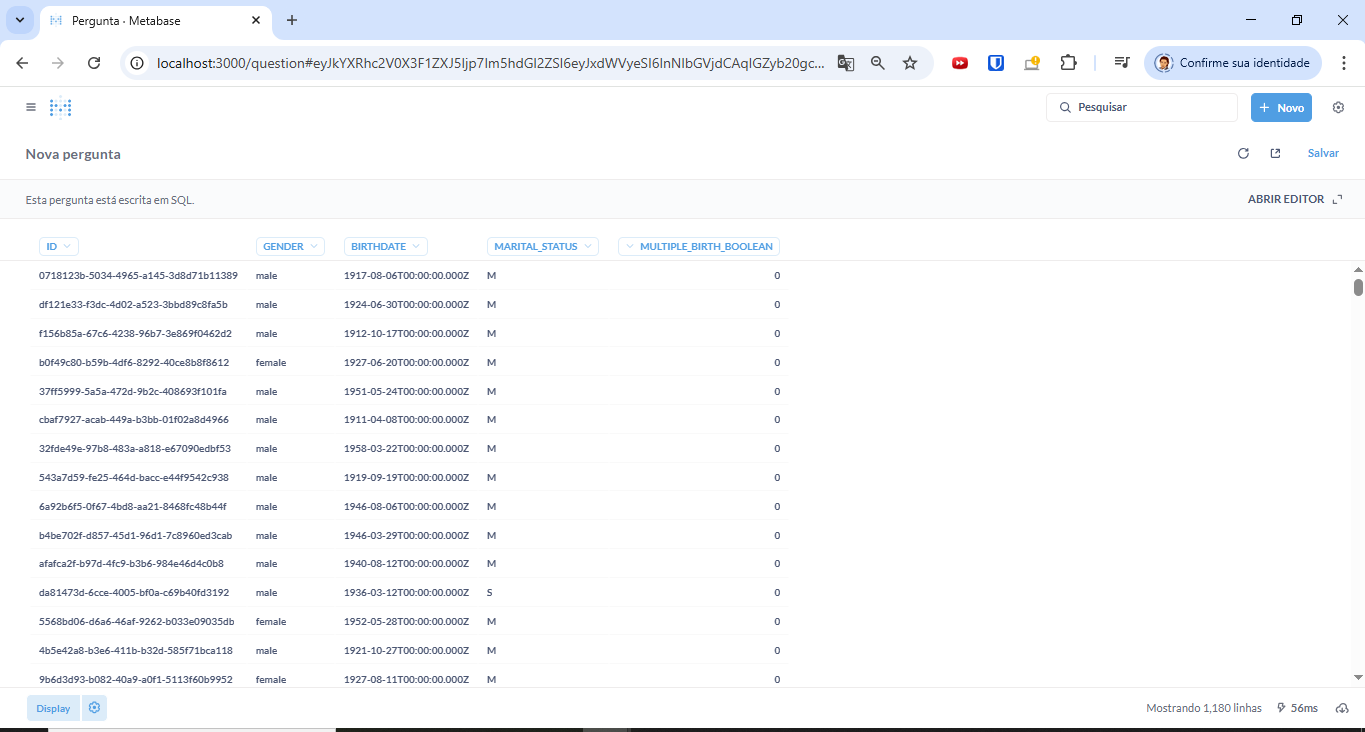 Pergunta · Metabase
localhost:3000/question#eyJkYXRhc2V0X3F1ZXJ5Ijp7Im5hdGl2ZSI6eyJxdWVyeSI6InNlbGVjdCAqIGZyb20gc...
Confirme sua identidade
Pesquisar
+ Novo
Nova pergunta
Salvar
Esta pergunta está escrita em SQL.
ABRIR EDITOR
ID GENDER BIRTHDATE MARITAL_STATUS MULTIPLE_BIRTH_BOOLEAN
0718123b-5034-4965-a145-3d8d71b11389 male 1917-08-06T00:00:00.000Z M 0
df121e33-f3dc-4d02-a523-3bbd89c8fa5b male 1924-06-30T00:00:00.000Z M 0
f156b85a-67c6-4238-96b7-3e869f0462d2 male 1912-10-17T00:00:00.000Z M 0
b0f49c80-b59b-4df6-8292-40ce8b8f8612 female 1927-06-20T00:00:00.000Z M 0
37ff5999-5a5a-472d-9b2c-408693f101fa male 1951-05-24T00:00:00.000Z M 0
cbaf7927-acab-449a-b3bb-01f02a8d4966 male 1911-04-08T00:00:00.000Z M 0
32fde49e-97b8-483a-a818-e67090edbf53 male 1958-03-22T00:00:00.000Z M 0
543a7d59-fe25-464d-bacc-e44f9542c938 male 1919-09-19T00:00:00.000Z M 0
6a92b6f5-0f67-4bd8-aa21-8468fc48b44f male 1946-08-06T00:00:00.000Z M 0
b4be702f-d857-45d1-96d1-7c8960ed3cab male 1946-03-29T00:00:00.000Z M 0
afafca2f-b97d-4fc9-b3b6-984e46d4c0b8 male 1940-08-12T00:00:00.000Z M 0
da81473d-6cce-4005-bf0a-c69b40fd3192 male 1936-03-12T00:00:00.000Z S 0
5568bd06-d6a6-46af-9262-b033e09035db female 1952-05-28T00:00:00.000Z M 0
4b5e42a8-b3e6-411b-b32d-585f71bca118 male 1921-10-27T00:00:00.000Z M 0
9b6d3d93-b082-40a9-a0f1-5113f60b9952 female 1927-08-11T00:00:00.000Z M 0
Display
Mostrando 1,180 linhas 56ms